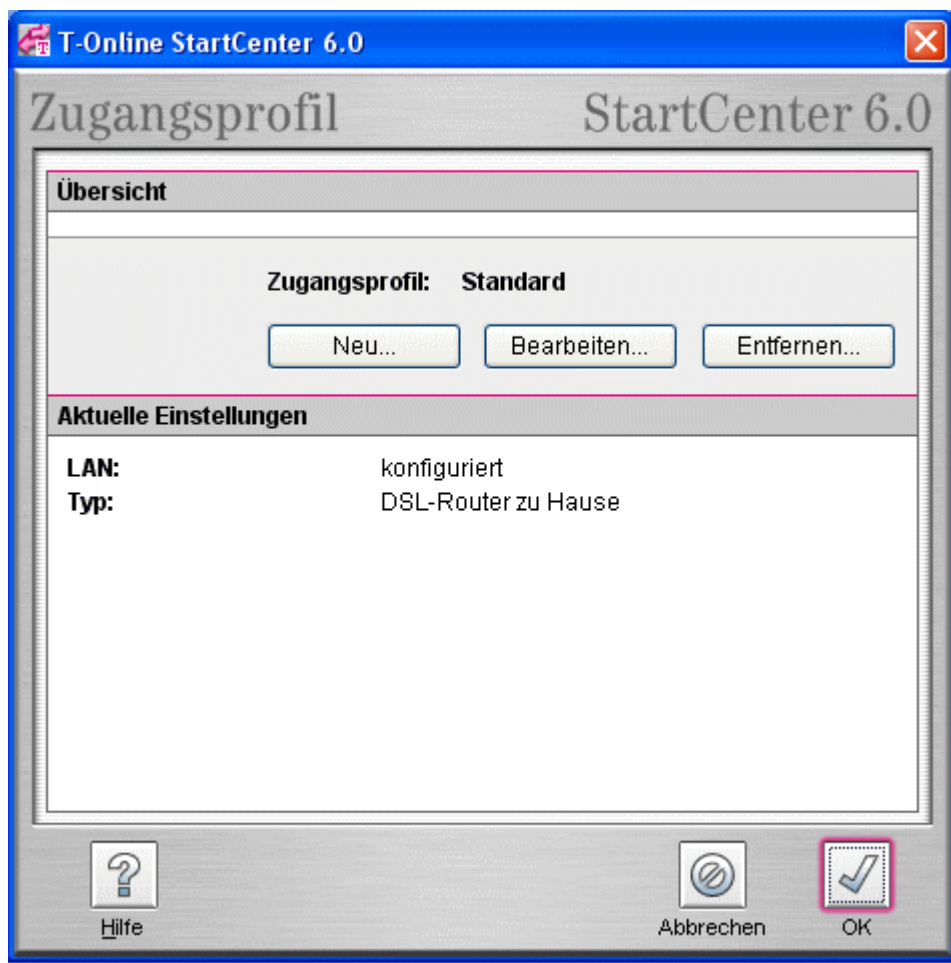 T-Online StartCenter 6.0
Zugangsprofil StartCenter 6.0
Übersicht
Zugangsprofil: Standard
Neu... Bearbeiten... Entfernen...
Aktuelle Einstellungen
LAN: konfiguriert
Typ: DSL-Router zu Hause
Hilfe Abbrechen OK